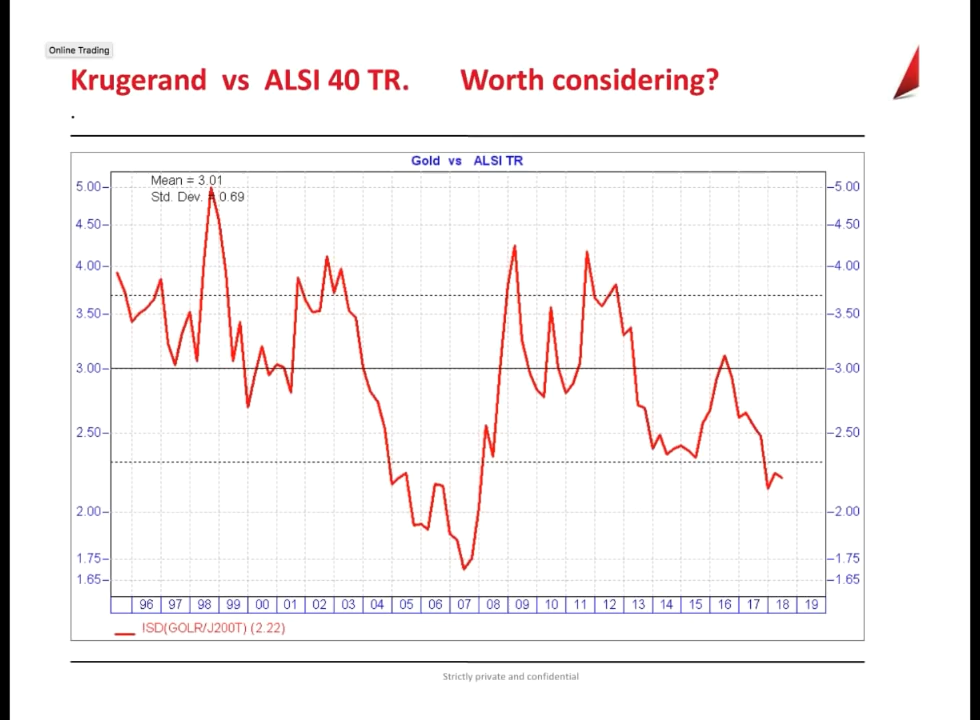 Online Trading
Krugerand vs ALSI 40 TR. Worth considering?
.
Gold vs ALSI TR
Mean = 3.01
Std. Dev. = 0.69
5.00 5.00
4.50 4.50
4.00 4.00
3.50 3.50
3.00 3.00
2.50 2.50
2.00 2.00
1.75 1.75
1.65 1.65
96 97 98 99 00 01 02 03 04 05 06 07 08 09 10 11 12 13 14 15 16 17 18 19
ISD(GOLR/J200T) (2.22)
Strictly private and confidential